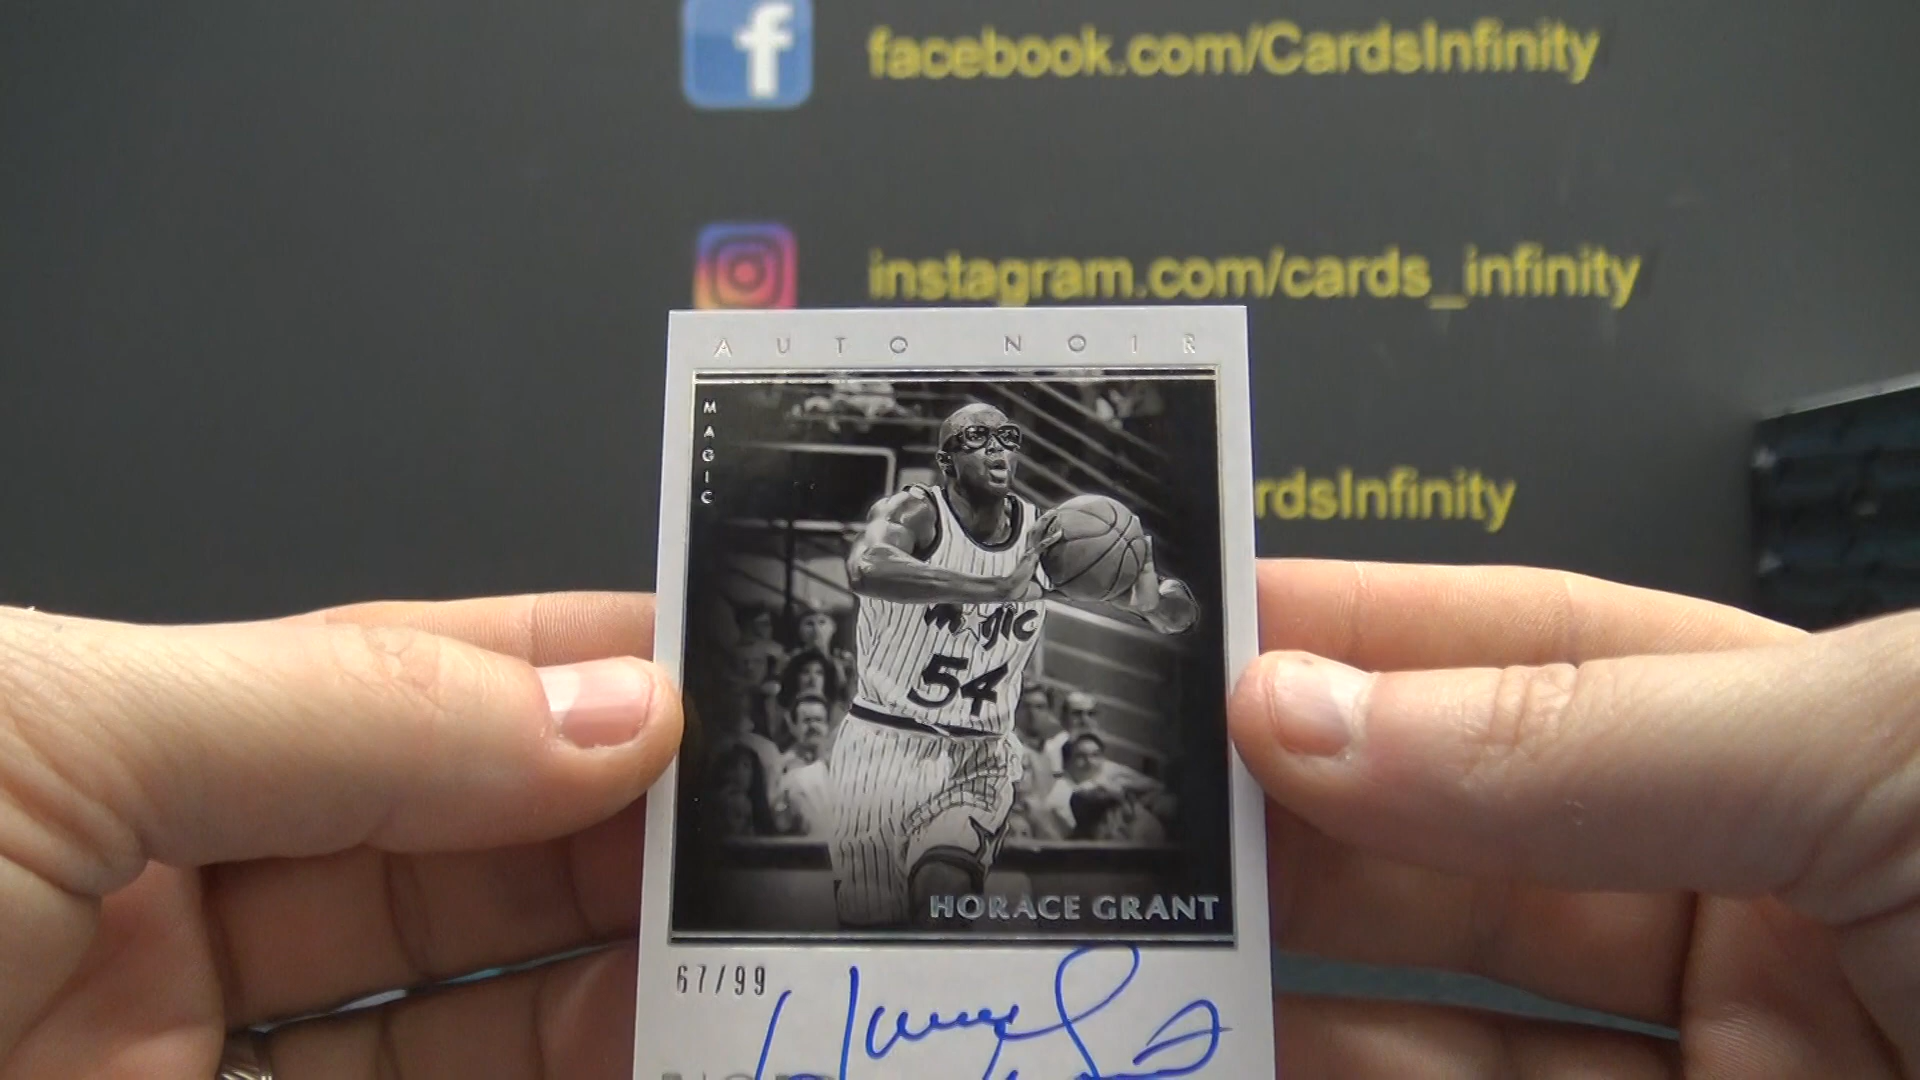 facebook.com/CardsInfinity
instagram.com/cards_infinity
rdsInfinity
AUTO NOIR
MAGIC
magic
54
HORACE GRANT
67/99